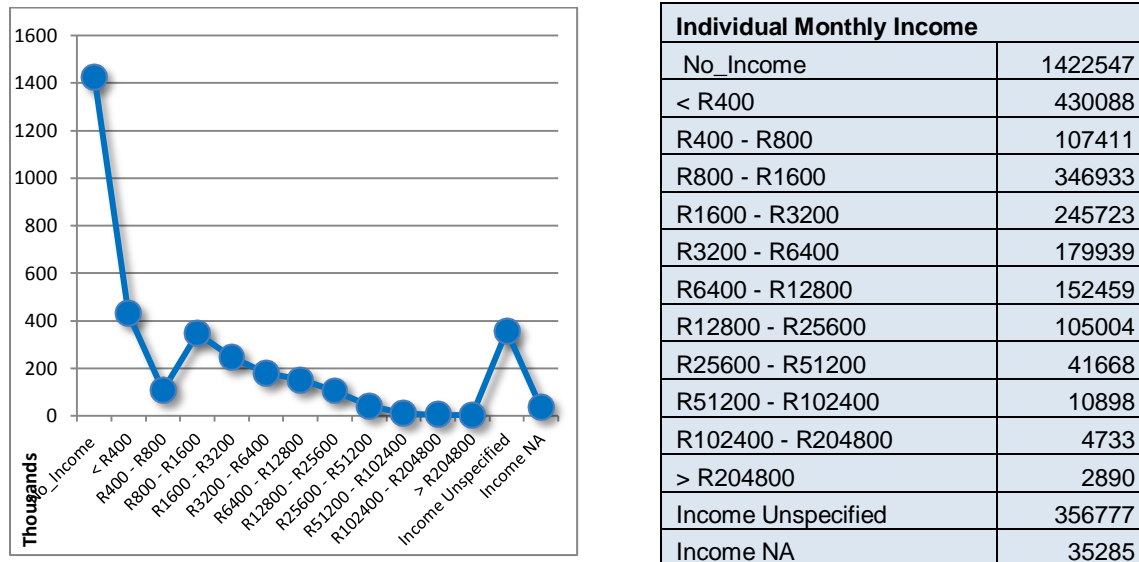 1600
1400
1200
1000
800
600
400
200
0
Thousands
No_Income
< R400
R400 - R800
R800 - R1600
R1600 - R3200
R3200 - R6400
R6400 - R12800
R12800 - R25600
R25600 - R51200
R51200 - R102400
R102400 - R204800
> R204800
Income Unspecified
Income NA
Individual Monthly Income
No_Income 1422547
< R400 430088
R400 - R800 107411
R800 - R1600 346933
R1600 - R3200 245723
R3200 - R6400 179939
R6400 - R12800 152459
R12800 - R25600 105004
R25600 - R51200 41668
R51200 - R102400 10898
R102400 - R204800 4733
> R204800 2890
Income Unspecified 356777
Income NA 35285